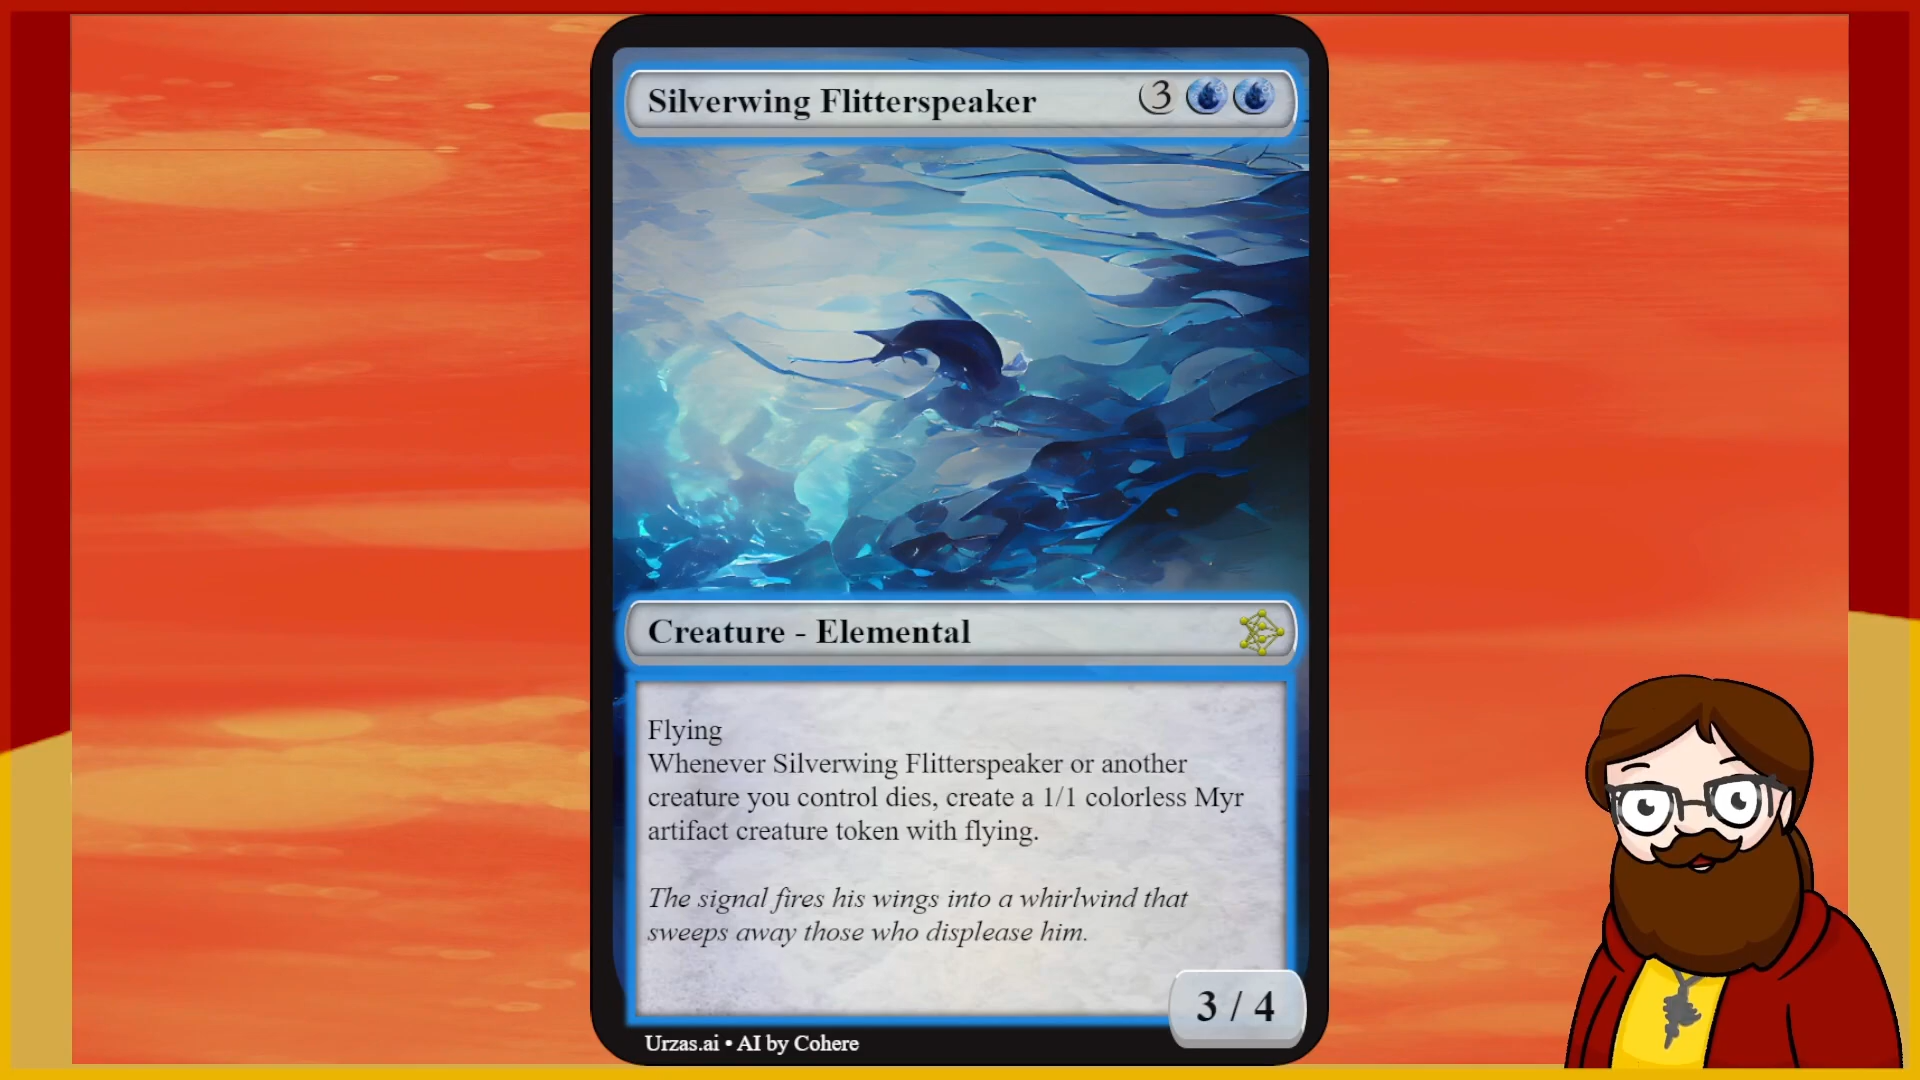 Silverwing Flitterspeaker 3
Creature - Elemental
Flying
Whenever Silverwing Flitterspeaker or another
creature you control dies, create a 1/1 colorless Myr
artifact creature token with flying.
The signal fires his wings into a whirlwind that
sweeps away those who displease him.
3 / 4
Urzas.ai • AI by Cohere